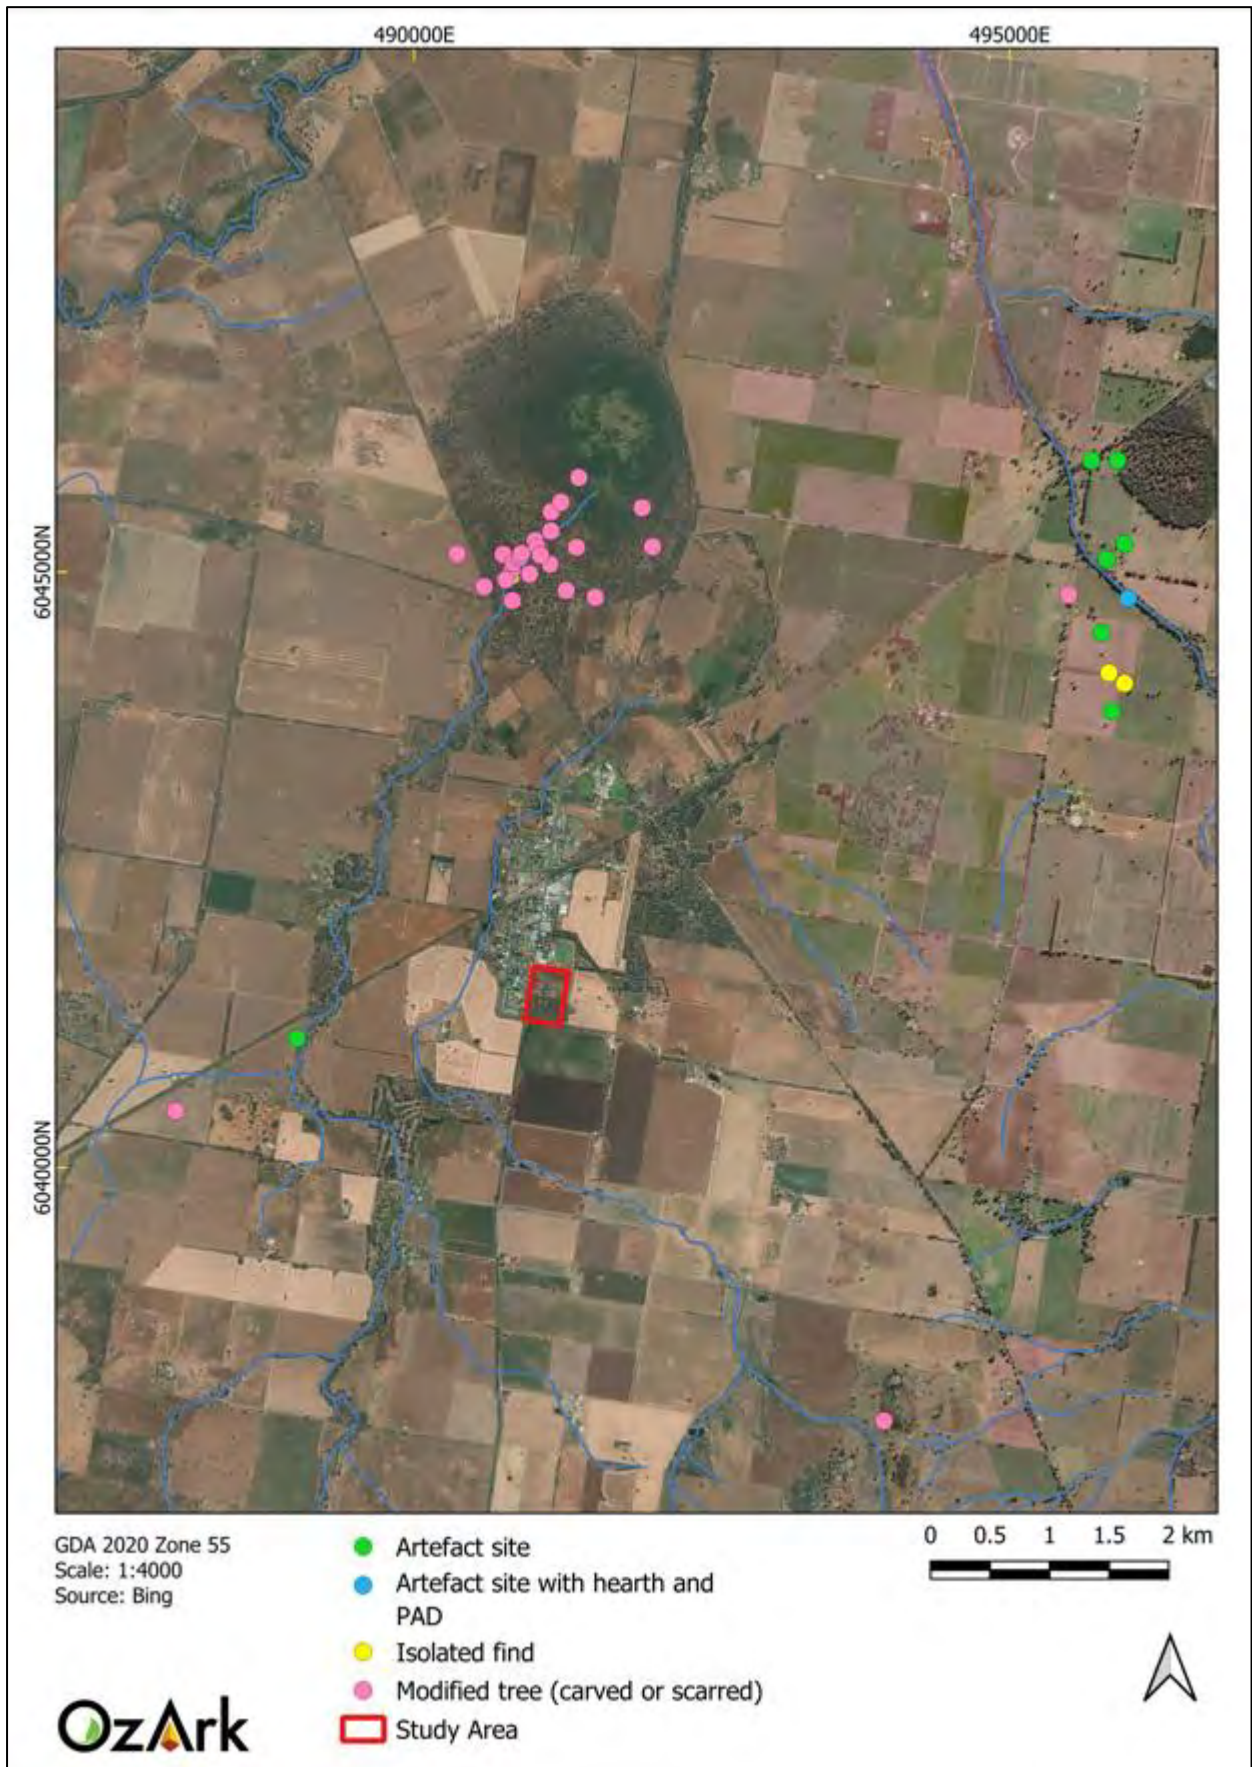 490000E
495000E
6045000N
6040000N
GDA 2020 Zone 55
Scale: 1:4000
Source: Bing
Artefact site
Artefact site with hearth and
PAD
Isolated find
Modified tree (carved or scarred)
Study Area
0 0.5 1 1.5 2 km
OzArk